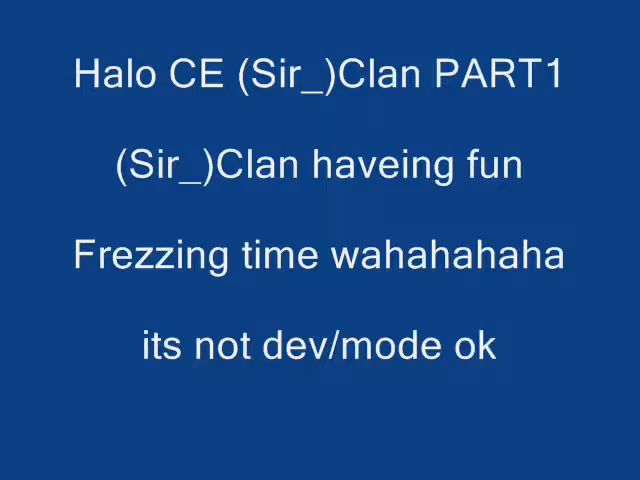 Halo CE (Sir_)Clan PART1
(Sir_)Clan haveing fun
Frezzing time wahahahaha
its not dev/mode ok